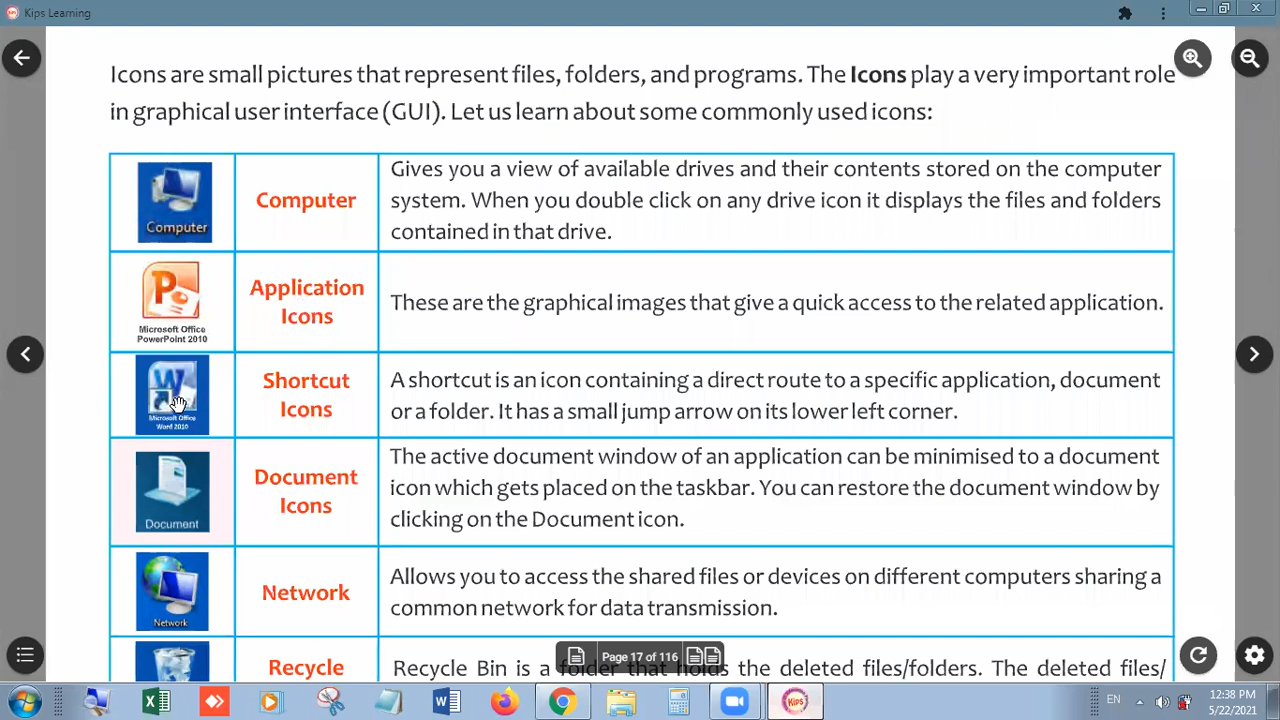 Kips Learning
Icons are small pictures that represent files, folders, and programs. The Icons play a very important role
in graphical user interface (GUI). Let us learn about some commonly used icons:
Computer
Computer
Gives you a view of available drives and their contents stored on the computer
system. When you double click on any drive icon it displays the files and folders
contained in that drive.
Microsoft Office
PowerPoint 2010
Application
Icons
These are the graphical images that give a quick access to the related application.
Microsoft Office
Word 2010
Shortcut
Icons
A shortcut is an icon containing a direct route to a specific application, document
or a folder. It has a small jump arrow on its lower left corner.
Document
Document
Icons
The active document window of an application can be minimised to a document
icon which gets placed on the taskbar. You can restore the document window by
clicking on the Document icon.
Network
Network
Allows you to access the shared files or devices on different computers sharing a
common network for data transmission.
Recycle
Recycle Bin is a folder that holds the deleted files/folders. The deleted files/
Page 17 of 116
EN
12:38 PM
5/22/2021